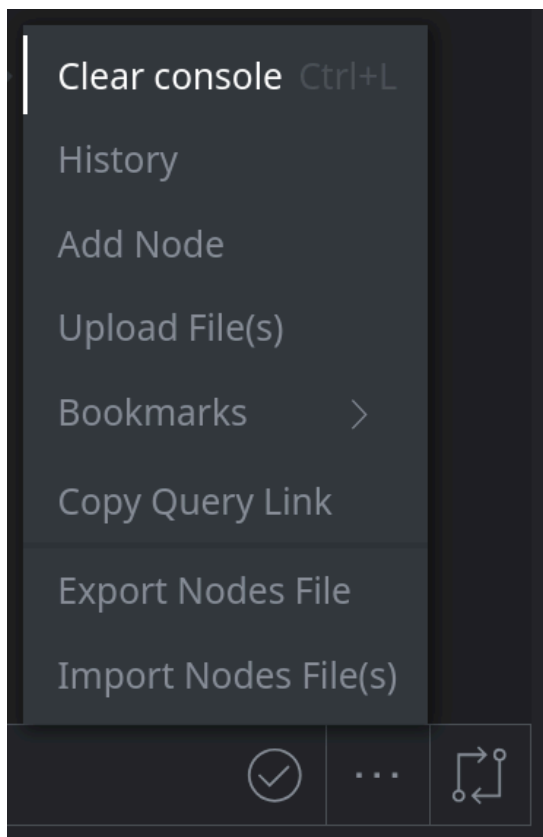 Clear console Ctrl+L
History
Add Node
Upload File(s)
Bookmarks
Copy Query Link
Export Nodes File
Import Nodes File(s)